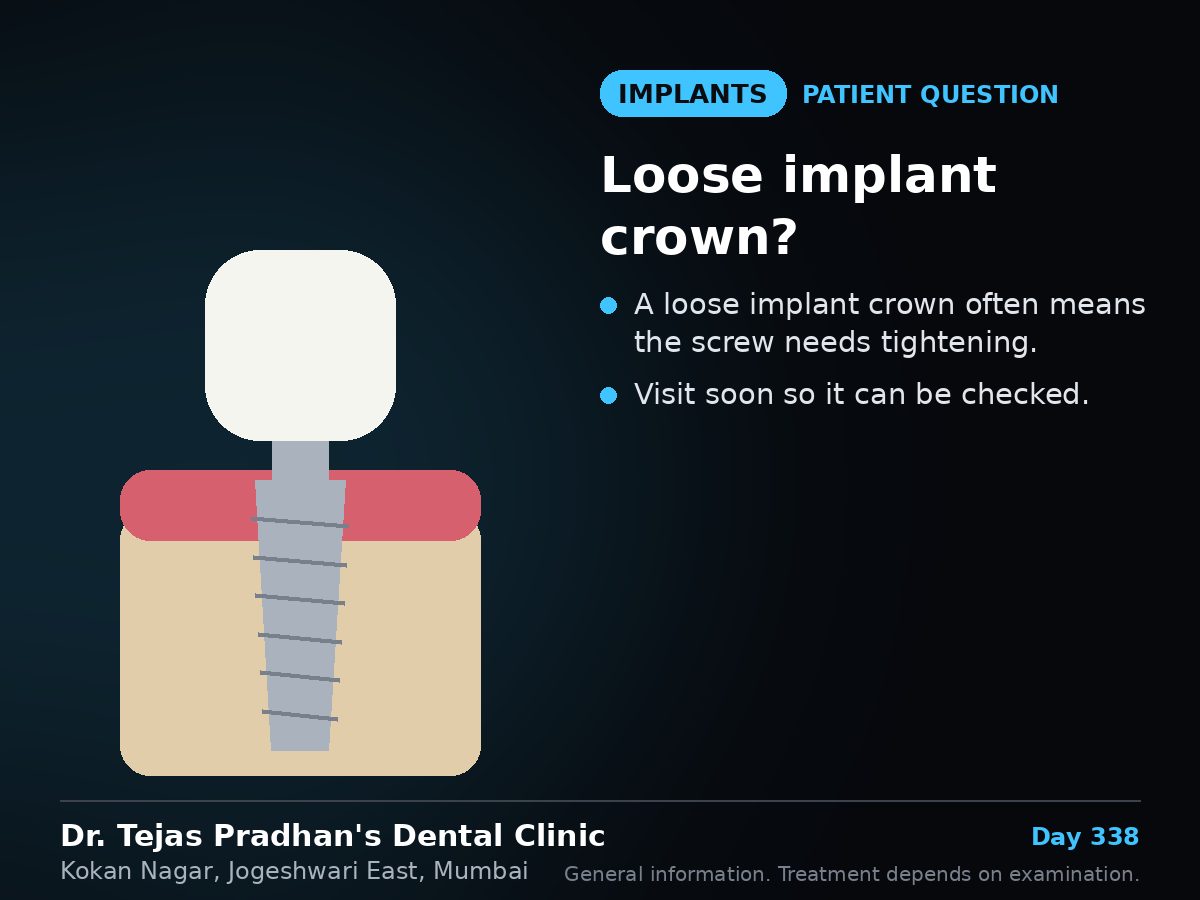 IMPLANTS PATIENT QUESTION
Loose implant
crown?
A loose implant crown often means
the screw needs tightening.
Visit soon so it can be checked.
Dr. Tejas Pradhan's Dental Clinic
Day 338
Kokan Nagar, Jogeshwari East, Mumbai
General information. Treatment depends on examination.